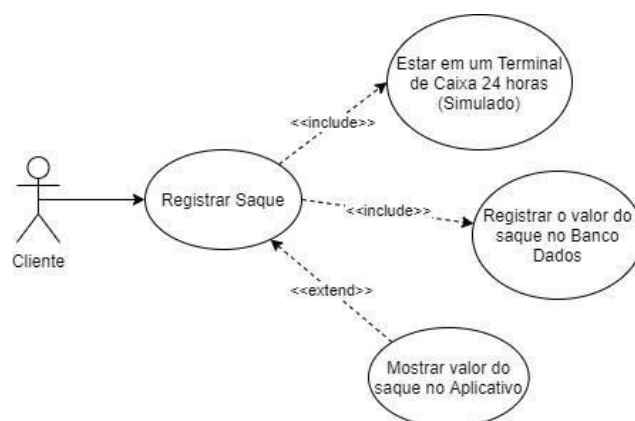 Estar em um Terminal
de Caixa 24 horas
(Simulado)
<<include>>
Registrar Saque
<<include>>
Registrar o valor do
saque no Banco
Dados
Cliente
<<extend>>
Mostrar valor do
saque no Aplicativo